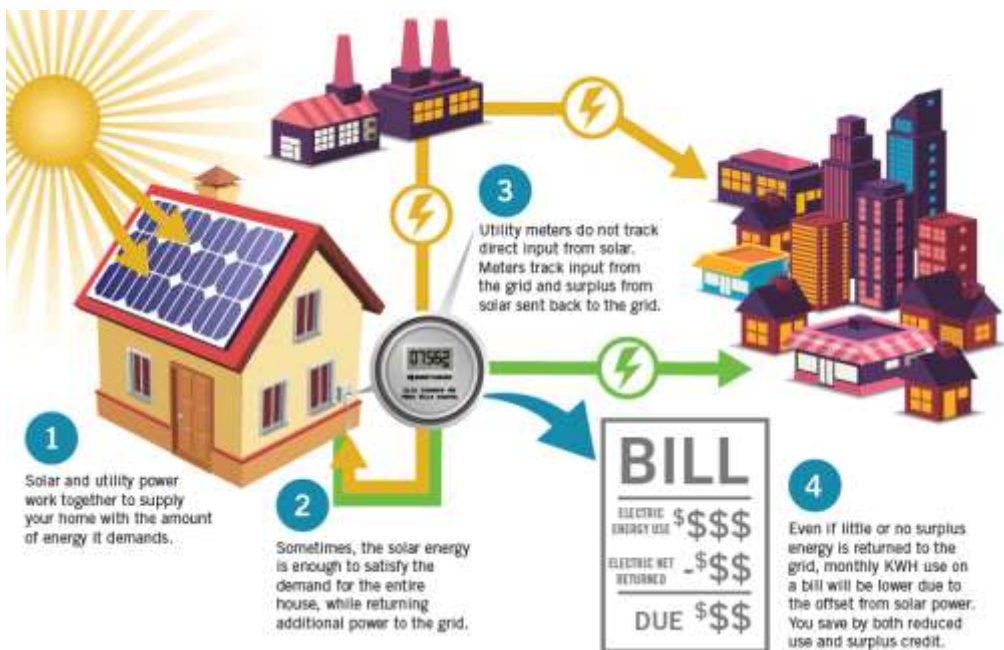 3
Utility meters do not track
direct input from solar.
Meters track input from
the grid and surplus from
solar sent back to the grid.
1
Solar and utility power
work together to supply
your home with the amount
of energy it demands.
2
Sometimes, the solar energy
is enough to satisfy the
demand for the entire
house, while returning
additional power to the grid.
BILL
ELECTRIC
ENERGY USE $$$$
ELECTRIC NET
RETURNED -$$$
DUE $$$
4
Even if little or no surplus
energy is returned to the
grid, monthly KWH use on
a bill will be lower due to
the offset from solar power.
You save by both reduced
use and surplus credit.